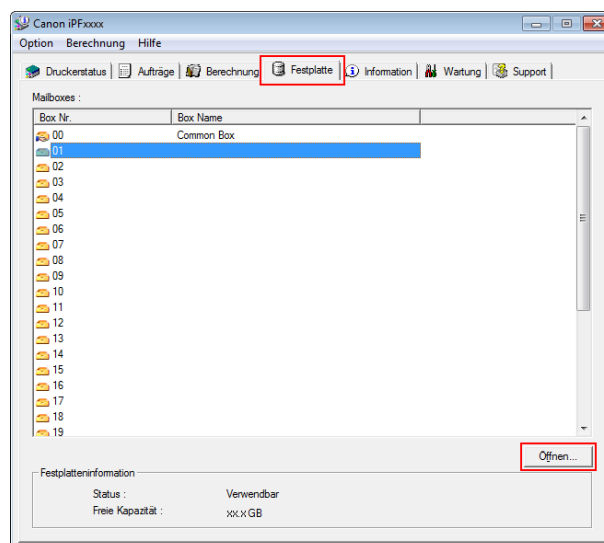 Canon iPFxxxx
Option Berechnung Hilfe
Druckerstatus Aufträge Berechnung Festplatte Information Wartung Support
Mailboxes :
Box Nr. Box Name
00 Common Box
01
02
03
04
05
06
07
08
09
10
11
12
13
14
15
16
17
18
19
Öffnen...
Festplatteninformation
Status : Verwendbar
Freie Kapazität : xx.x GB